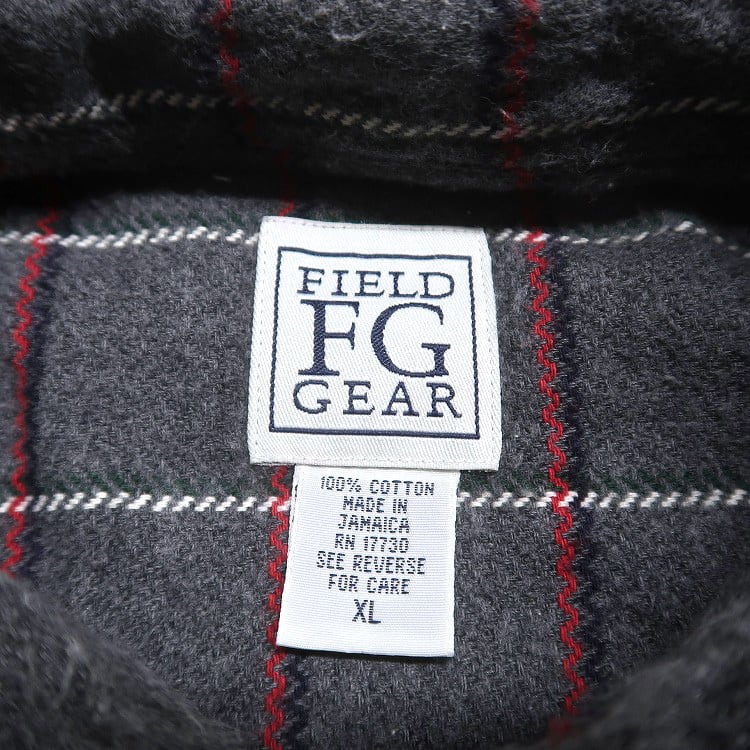 FIELD
FG
GEAR
100% COTTON
MADE IN
JAMAICA
RN 17730
SEE REVERSE
FOR CARE
XL